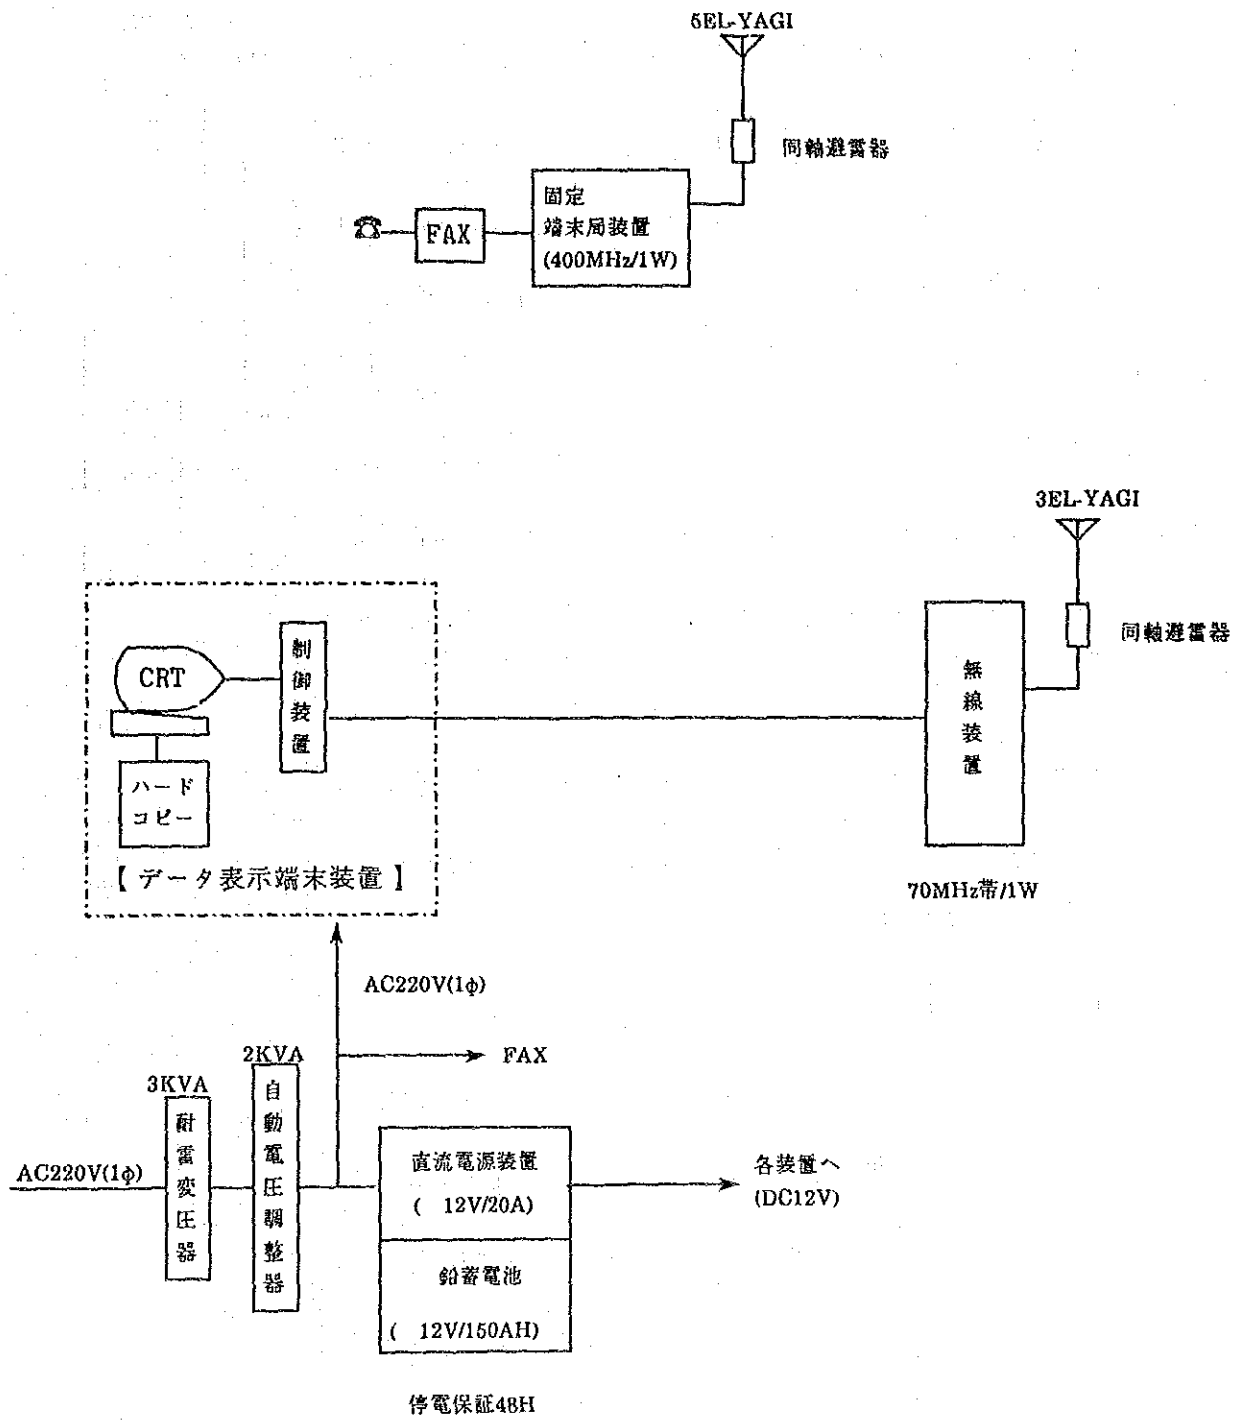 5EL-YAGI
同軸避雷器
固定
端末局装置
(400MHz/1W)
FAX
3EL-YAGI
同軸避雷器
無線装置
70MHz帯/1W
CRT
制御装置
ハード
コピー
【データ表示端末装置】
AC220V(1φ)
FAX
2KVA
自動電圧調整器
3KVA
耐雷変圧器
AC220V(1φ)
直流電源装置
( 12V/20A)
各装置へ
(DC12V)
鉛蓄電池
( 12V/150AH)
停電保証48H